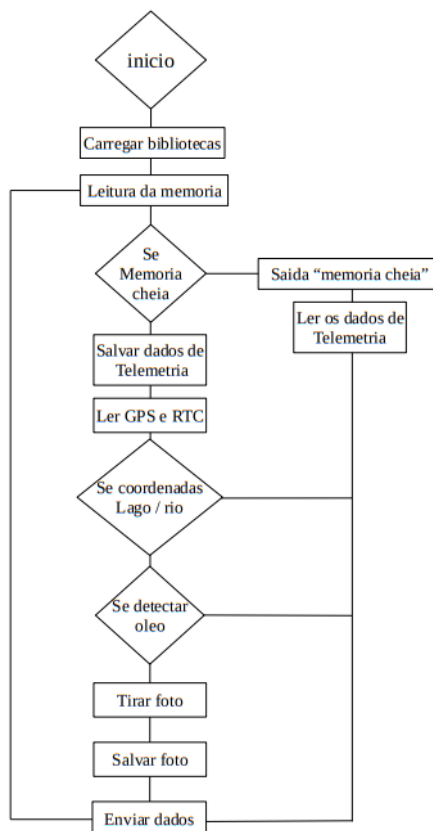 inicio
Carregar bibliotecas
Leitura da memoria
Se
Memoria
cheia
Saida “memoria cheia”
Ler os dados de
Telemetria
Salvar dados de
Telemetria
Ler GPS e RTC
Se coordenadas
Lago / rio
Se detectar
oleo
Tirar foto
Salvar foto
Enviar dados